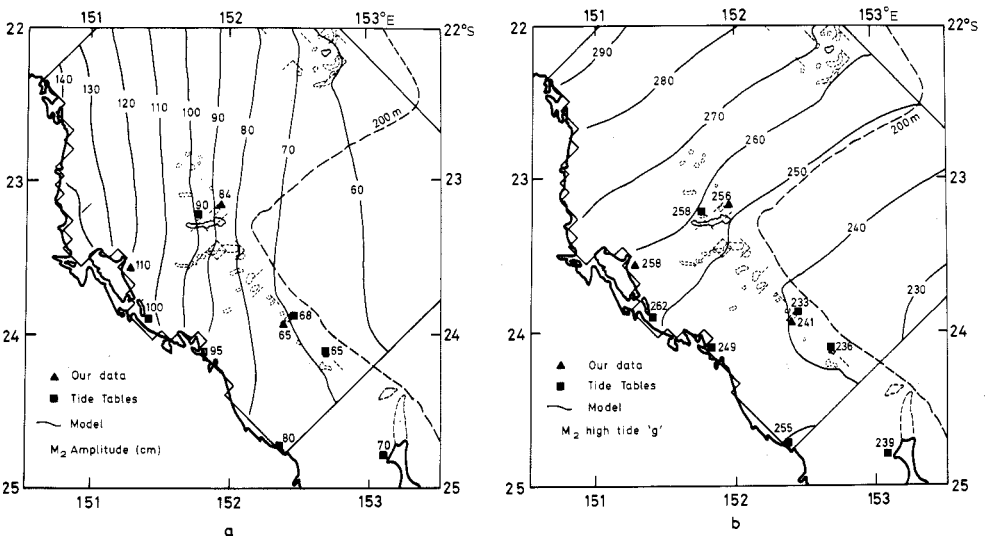 151 152 153°E
22 22°S
140 130 120 110 100 90 80 70 60
200 m
23 23
84
90
110
100
68
65
65
24 24
95
▲ Our data
■ Tide Tables
— Model
M₂ Amplitude (cm)
80
70
25 25
151 152 153
a
151 152 153°E
22 22°S
290
280
270
260
250
240
230
200 m
23 23
256
258
258
262
233
241
236
24 24
249
▲ Our data
■ Tide Tables
— Model
M₂ high tide 'g'
255
239
25 25
151 152 153
b